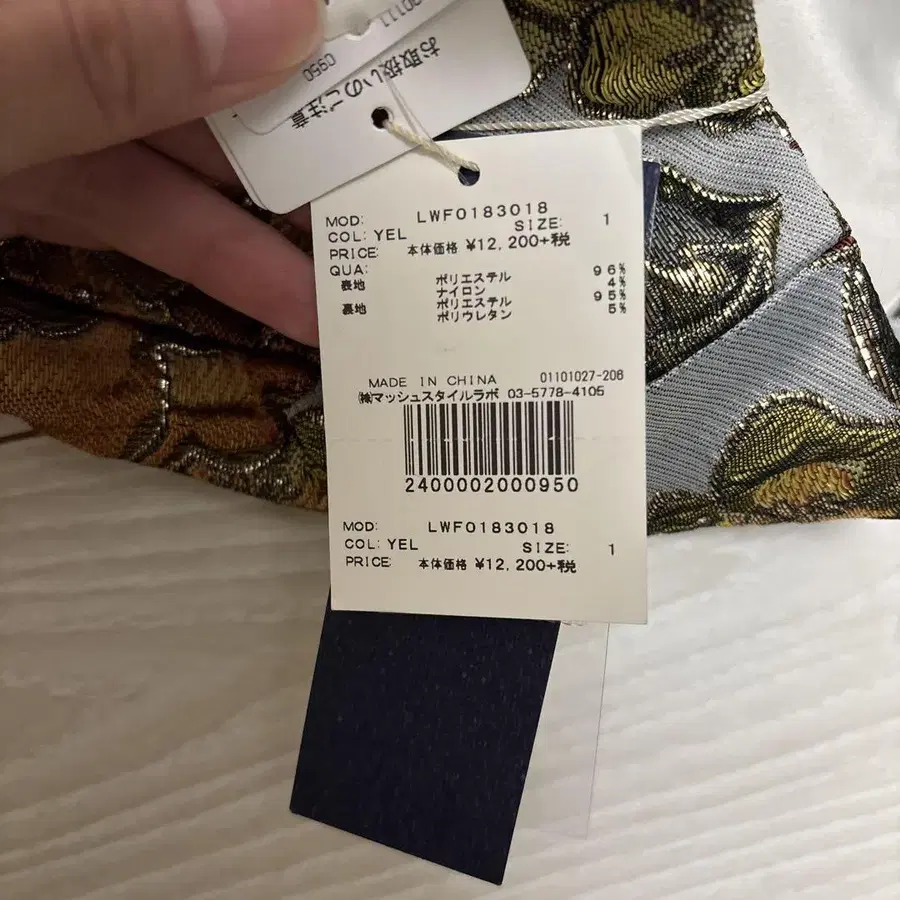 0950
お取扱いのご注意
MOD: LWF0183018
COL: YEL SIZE: 1
PRICE: 本体価格 ¥12,200+税
QUA:
表地 ポリエステル 96%
ナイロン 4%
裏地 ポリエステル 95%
ポリウレタン 5%
MADE IN CHINA 01101027-208
㈱マッシュスタイルラボ 03-5778-4105
2400002000950
MOD: LWF0183018
COL: YEL SIZE: 1
PRICE: 本体価格 ¥12,200+税